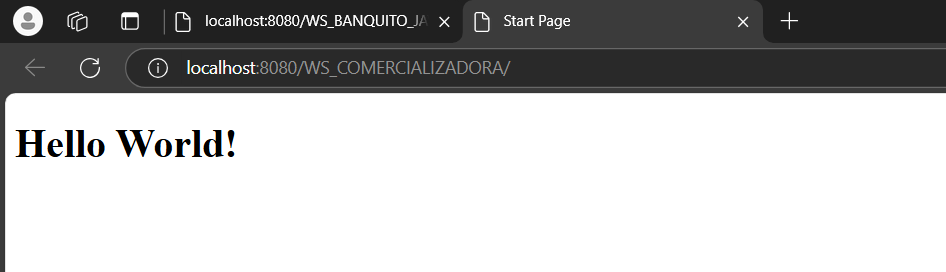 localhost:8080/WS_BANQUITO_JA
Start Page
localhost:8080/WS_COMERCIALIZADORA/
Hello World!